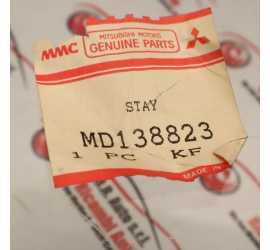 MMC
MITSUBISHI MOTORS
GENUINE PARTS
STAY
MD138823
1 PC KF
MADE IN